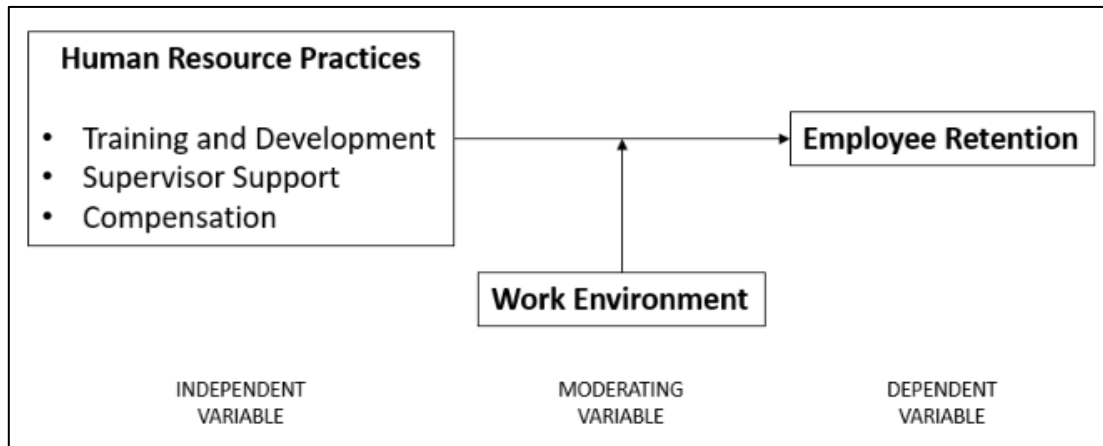 Human Resource Practices
• Training and Development
• Supervisor Support
• Compensation
Employee Retention
Work Environment
INDEPENDENT
VARIABLE
MODERATING
VARIABLE
DEPENDENT
VARIABLE